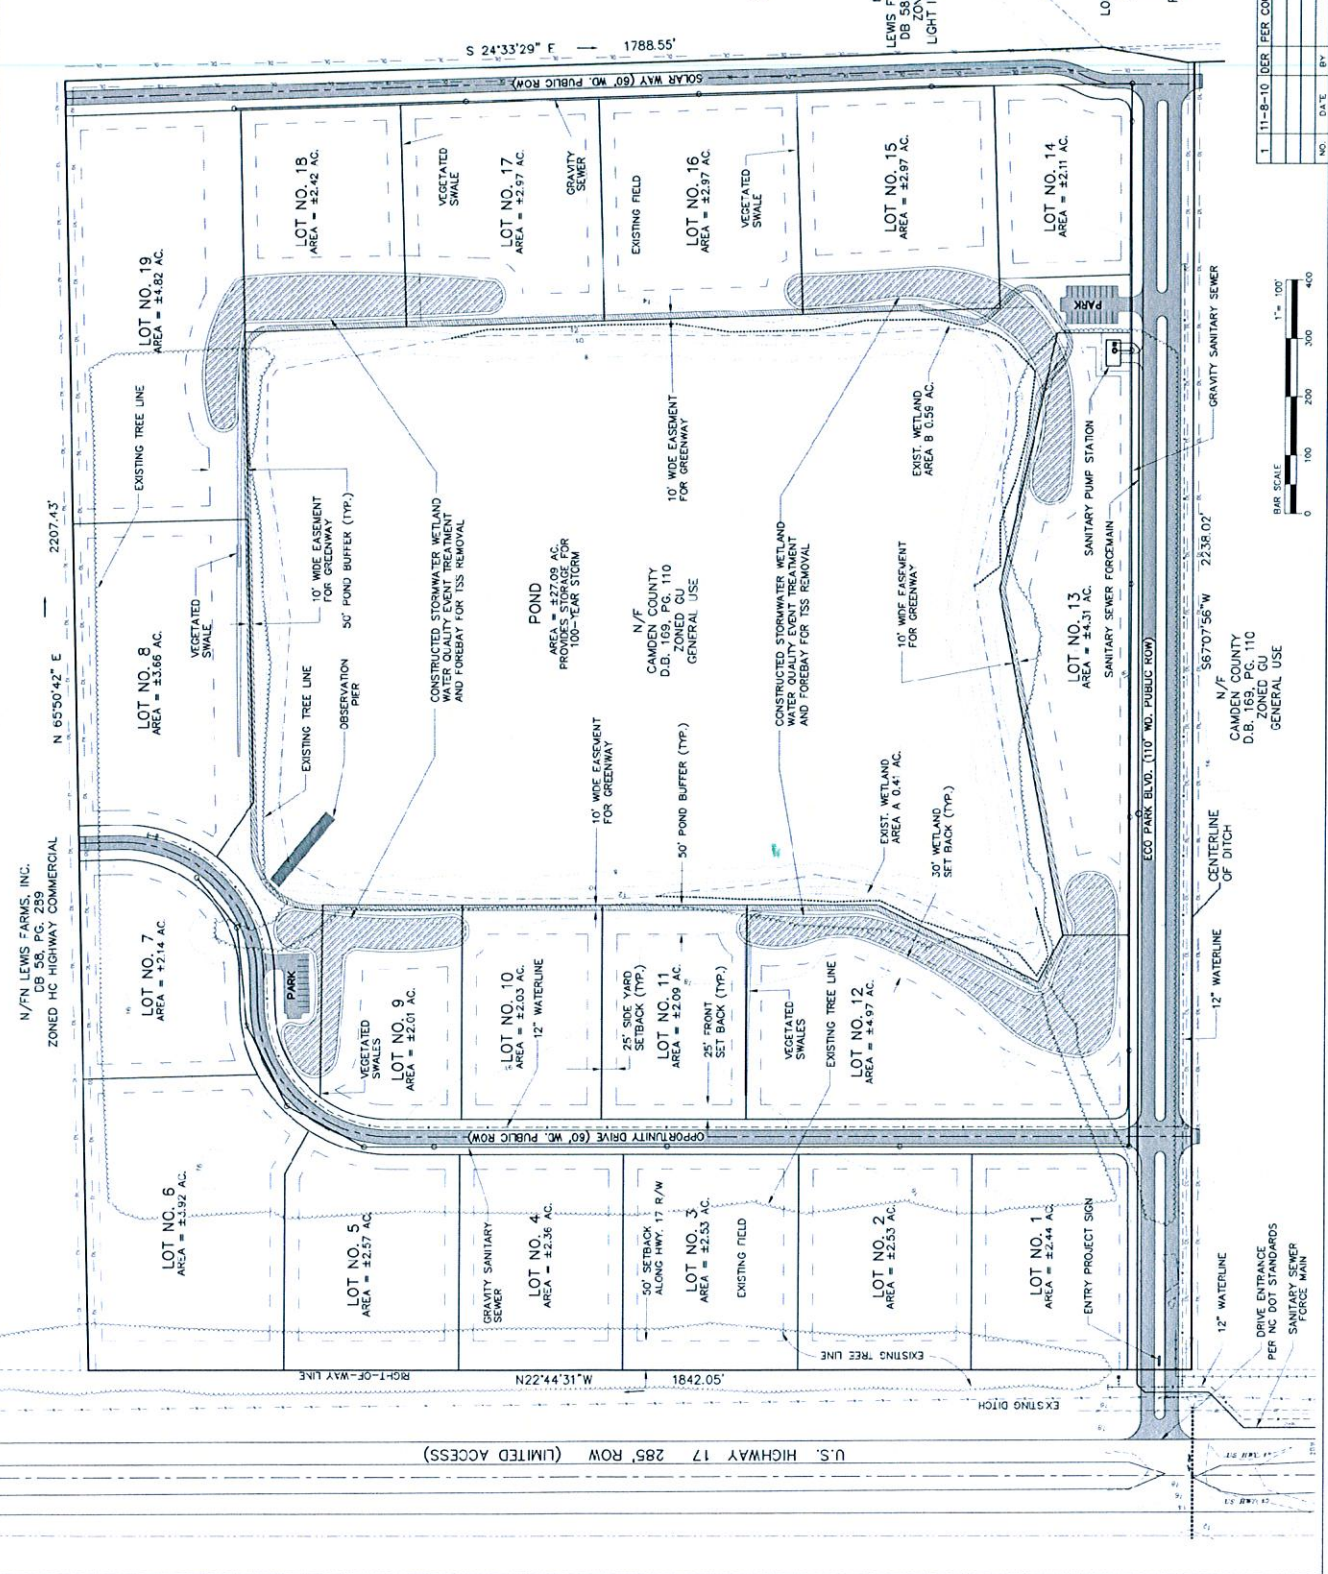 S 24°33'29" E
1788.55'
SOLAR WAY (60' WD. PUBLIC ROW)
LEWIS F
DB 58
ZON
LIGHT I
LO
1 11-8-10 DER PER CO
NO. DATE BY
N/FN LEWIS FARMS, INC.
DB 58, PG. 289
ZONED HC HIGHWAY COMMERCIAL
N 65°50'42" E
2207.43'
LOT NO. 19
AREA = ±4.82 AC.
LOT NO. 18
AREA = ±2.42 AC.
VEGETATED
SWALE
LOT NO. 17
AREA = ±2.97 AC.
GRAVITY
SEWER
EXISTING FIELD
LOT NO. 16
AREA = ±2.97 AC.
VEGETATED
SWALE
LOT NO. 15
AREA = ±2.97 AC.
LOT NO. 14
AREA = ±2.11 AC.
PARK
GRAVITY SANITARY SEWER
EXISTING TREE LINE
LOT NO. 8
AREA = ±3.66 AC.
VEGETATED
SWALE
10' WIDE EASEMENT
FOR GREENWAY
50' POND BUFFER (TYP.)
EXISTING TREE LINE
OBSERVATION
PIER
CONSTRUCTED STORMWATER WETLAND
WATER QUALITY EVENT TREATMENT
AND FOREBAY FOR TSS REMOVAL
POND
AREA = ±27.09 AC.
PROVIDES STORAGE FOR
100-YEAR STORM
N/F
CAMDEN COUNTY
D.B. 169, PG. 110
ZONED GU
GENERAL USE
10' WIDE EASEMENT
FOR GREENWAY
CONSTRUCTED STORMWATER WETLAND
WATER QUALITY EVENT TREATMENT
AND FOREBAY FOR TSS REMOVAL
EXIST. WETLAND
AREA B 0.59 AC.
10' WIDE EASEMENT
FOR GREENWAY
SANITARY PUMP STATION
LOT NO. 13
AREA = ±4.31 AC.
SANITARY SEWER FORCEMAIN
ECO PARK BLVD. (110' WD. PUBLIC ROW)
S67°07'56"W
2238.02'
N/F
CAMDEN COUNTY
D.B. 169, PG. 110
ZONED GU
GENERAL USE
BAR SCALE
1"= 100'
0 100 200 300 400
LOT NO. 7
AREA = ±2.14 AC.
PARK
10' WIDE EASEMENT
FOR GREENWAY
50' POND BUFFER (TYP.)
EXIST. WETLAND
AREA A 0.41 AC.
30' WETLAND
SET BACK (TYP.)
CENTERLINE
OF DITCH
12" WATERLINE
VEGETATED
SWALES
LOT NO. 9
AREA = ±2.01 AC.
LOT NO. 10
AREA = ±2.03 AC.
12" WATERLINE
25' SIDE YARD
SETBACK (TYP.)
LOT NO. 11
AREA = ±2.09 AC.
25' FRONT
SET BACK (TYP.)
VEGETATED
SWALES
EXISTING TREE LINE
LOT NO. 12
AREA = ±4.97 AC.
OPPORTUNITY DRIVE (60' WD. PUBLIC ROW)
LOT NO. 6
AREA = ±3.92 AC.
LOT NO. 5
AREA = ±2.57 AC.
GRAVITY SANITARY
SEWER
LOT NO. 4
AREA = ±2.36 AC.
50' SETBACK
ALONG HWY. 17 R/W
LOT NO. 3
AREA = ±2.53 AC.
EXISTING FIELD
LOT NO. 2
AREA = ±2.53 AC.
LOT NO. 1
AREA = ±2.44 AC.
ENTRY PROJECT SIGN
EXISTING TREE LINE
12" WATERLINE
DRIVE ENTRANCE
PER NC DOT STANDARDS
SANITARY SEWER
FORCE MAIN
RIGHT-OF-WAY LINE
N22°44'31"W
1842.05'
EXISTING DITCH
U.S. HIGHWAY 17 285' ROW (LIMITED ACCESS)